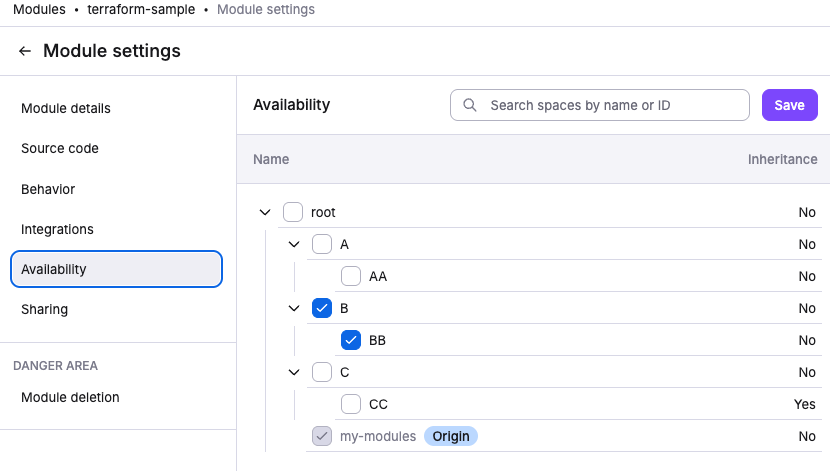 Modules • terraform-sample • Module settings
← Module settings
Module details
Source code
Behavior
Integrations
Availability
Sharing
DANGER AREA
Module deletion
Availability
Search spaces by name or ID
Save
Name Inheritance
root No
A No
AA No
B No
BB No
C No
CC Yes
my-modules Origin No